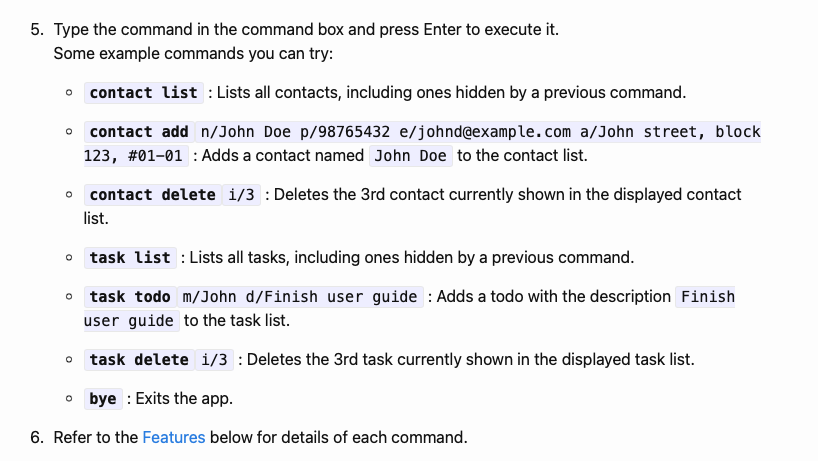 5. Type the command in the command box and press Enter to execute it.
Some example commands you can try:
◦ contact list : Lists all contacts, including ones hidden by a previous command.
◦ contact add n/John Doe p/98765432 e/johnd@example.com a/John street, block
123, #01-01 : Adds a contact named John Doe to the contact list.
◦ contact delete i/3 : Deletes the 3rd contact currently shown in the displayed contact
list.
◦ task list : Lists all tasks, including ones hidden by a previous command.
◦ task todo m/John d/Finish user guide : Adds a todo with the description Finish
user guide to the task list.
◦ task delete i/3 : Deletes the 3rd task currently shown in the displayed task list.
◦ bye : Exits the app.
6. Refer to the Features below for details of each command.